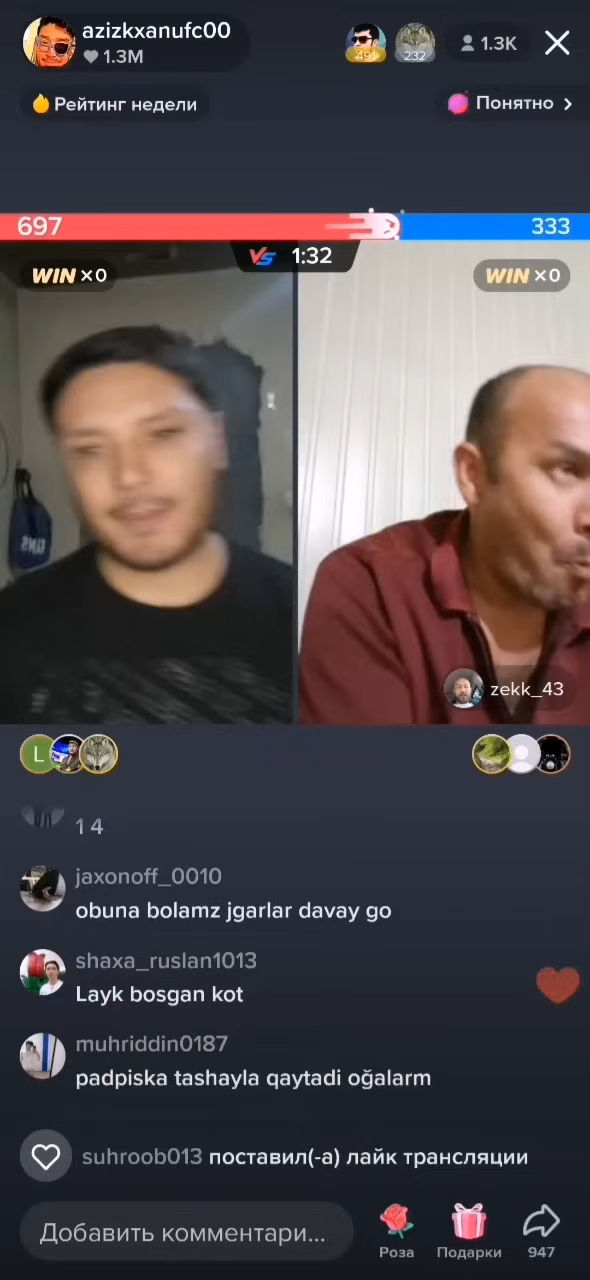 azizkxanufc00
1.3M
491
232
1.3K
Рейтинг недели
Понятно
697
333
VS 1:32
WIN ×0
WIN ×0
zekk_43
L
1 4
jaxonoff_0010
obuna bolamz jgarlar davay go
shaxa_ruslan1013
Layk bosgan kot
muhriddin0187
padpiska tashayla qaytadi oğalarm
suhroob013 поставил(-а) лайк трансляции
Добавить комментари...
Роза
Подарки
947